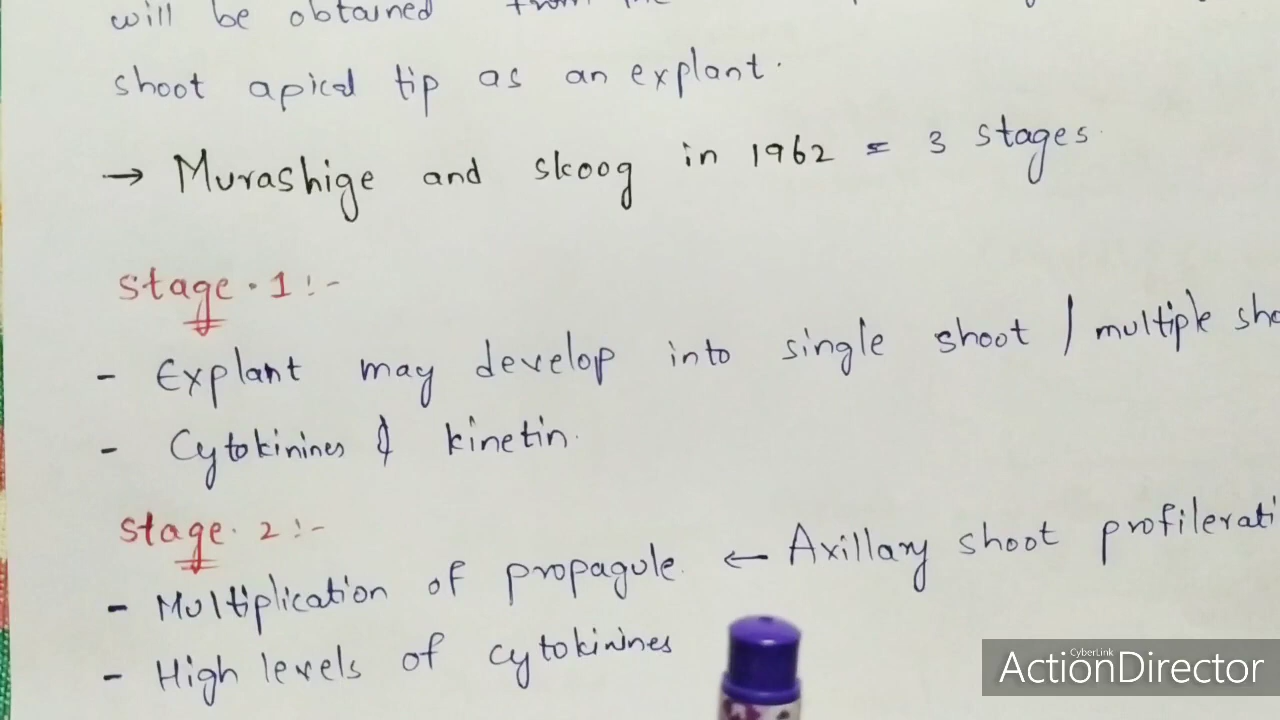 will be obtained
shoot apical tip as an explant.
→ Murashige and skoog in 1962 = 3 stages.
stage. 1:-
- Explant may develop into single shoot / multiple sho
- Cytokinines & kinetin.
stage. 2:-
- Multiplication of propagule. ← Axillary shoot profilerati
- High levels of cytokinines
CyberLink
ActionDirector